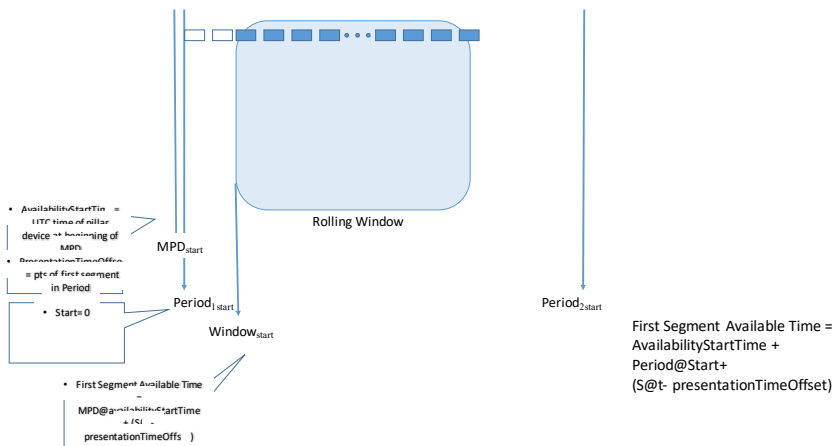 Rolling Window
• AvailabilityStartTim =
UTC time of pillar
device at beginning of
MPD
• PresentationTimeOffset
= pts of first segment
in Period
• Start= 0
MPDstart
Period1start
Windowstart
Period2start
• First Segment Available Time
=
MPD@availabilityStartTime
+ (S
-
presentationTimeOffs )
First Segment Available Time =
AvailabilityStartTime +
Period@Start+
(S@t- presentationTimeOffset)